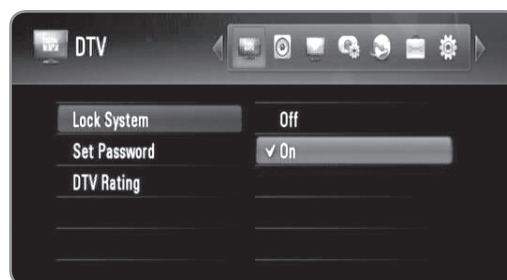 DTV
Lock System
Off
Set Password
✔ On
DTV Rating